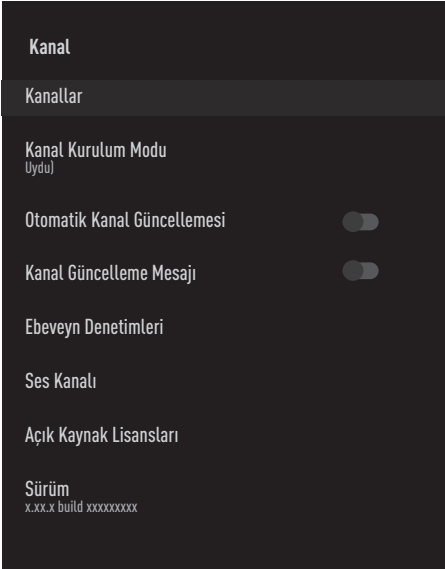 Kanal
Kanallar
Kanal Kurulum Modu
Uydu)
Otomatik Kanal Güncellemesi
Kanal Güncelleme Mesajı
Ebeveyn Denetimleri
Ses Kanalı
Açık Kaynak Lisansları
Sürüm
x.xx.x build xxxxxxxxx